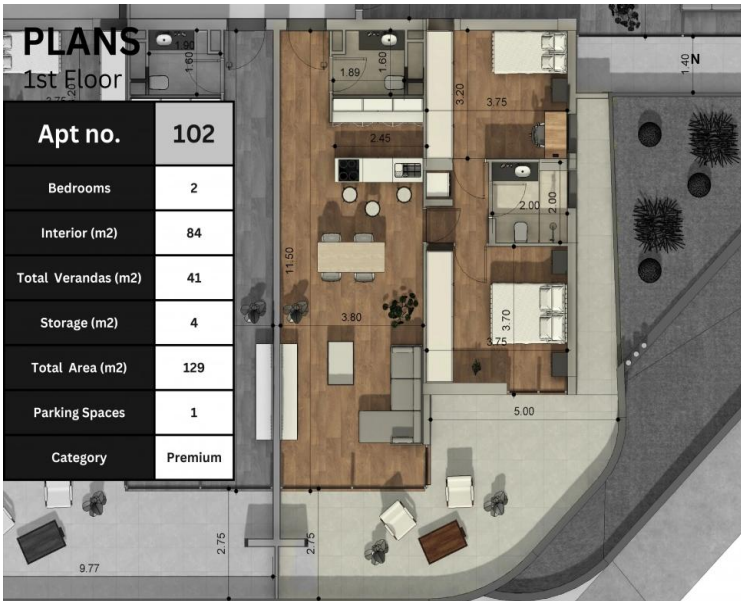 PLANS
1st Floor
Apt no. 102
Bedrooms 2
Interior (m2) 84
Total Verandas (m2) 41
Storage (m2) 4
Total Area (m2) 129
Parking Spaces 1
Category Premium
1.90
1.60
1.89
1.60
3.20
3.75
2.45
2.00
2.00
11.50
3.80
3.70
3.75
5.00
2.75
2.75
9.77
1.40
N